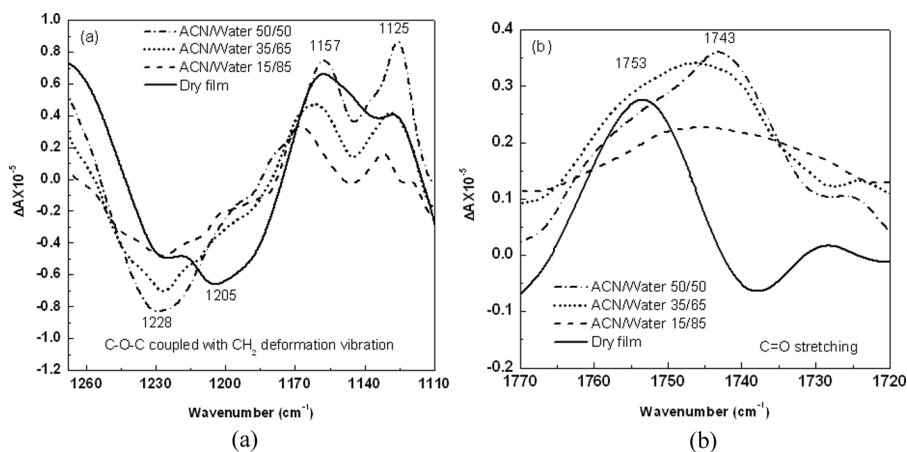 (a)
ACN/Water 50/50
ACN/Water 35/65
ACN/Water 15/85
Dry film
1157
1125
1205
1228
C-O-C coupled with CH₂ deformation vibration
ΔAX10⁻⁵
1.0
0.8
0.6
0.4
0.2
0.0
-0.2
-0.4
-0.6
-0.8
-1.0
-1.2
1260 1230 1200 1170 1140 1110
Wavenumber (cm⁻¹)
(a)
(b)
1743
1753
ACN/Water 50/50
ACN/Water 35/65
ACN/Water 15/85
Dry film
C=O stretching
ΔAX10⁻⁵
0.4
0.3
0.2
0.1
0.0
-0.1
-0.2
1770 1760 1750 1740 1730 1720
Wavenumber (cm⁻¹)
(b)